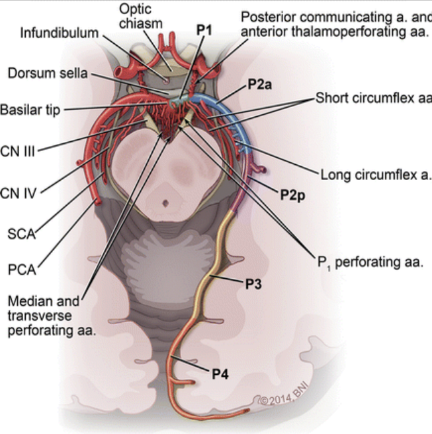 Optic
chiasm
Infundibulum
P1
Posterior communicating a. and
anterior thalamoperforating aa.
Dorsum sella
P2a
Basilar tip
Short circumflex aa
CN III
CN IV
Long circumflex a.
P2p
SCA
PCA
P1 perforating aa.
P3
Median and
transverse
perforating aa.
P4
©2014, BNI